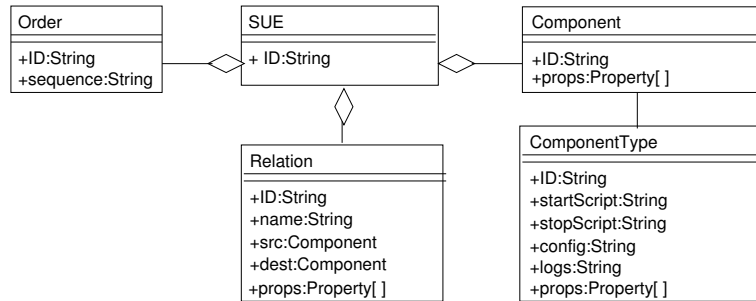 Order
+ID:String
+sequence:String
SUE
+ ID:String
Component
+ID:String
+props:Property[ ]
Relation
+ID:String
+name:String
+src:Component
+dest:Component
+props:Property[ ]
ComponentType
+ID:String
+startScript:String
+stopScript:String
+config:String
+logs:String
+props:Property[ ]